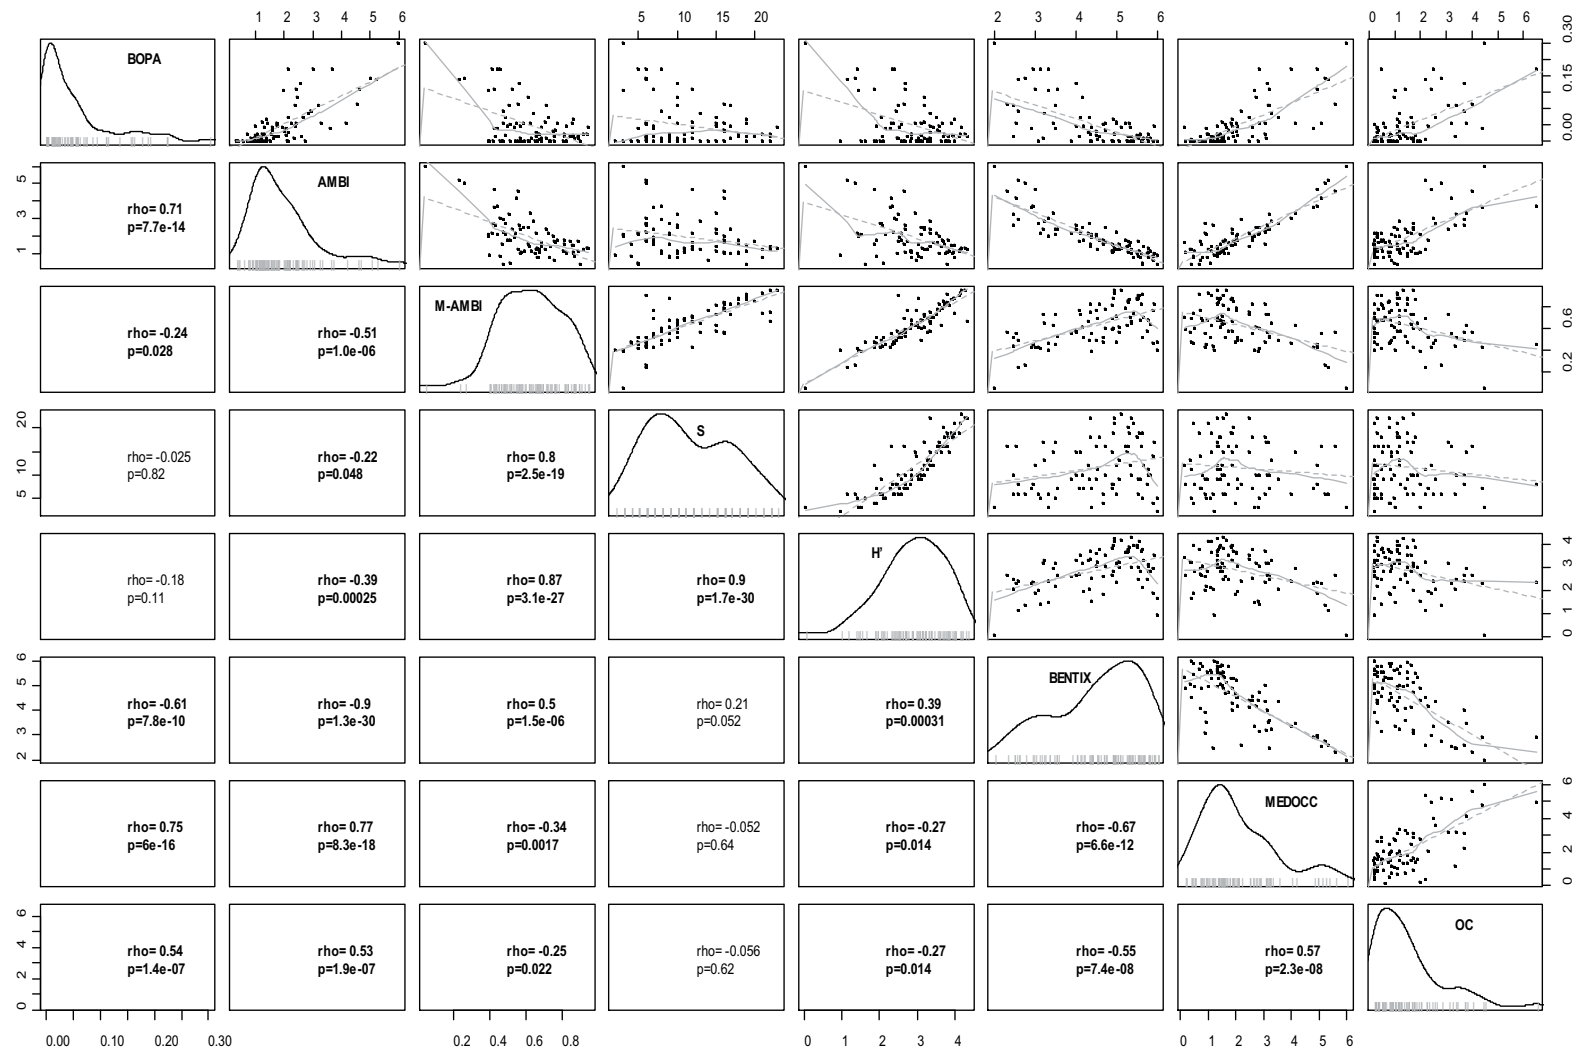 1 2 3 4 5 6 5 10 15 20 2 3 4 5 6 0 1 2 3 4 5 6
BOPA
0.00 0.15 0.30
1 3 5
rho= 0.71
p=7.7e-14
AMBI
rho= -0.24
p=0.028
rho= -0.51
p=1.0e-06
M-AMBI
0.2 0.6
5 10 20
rho= -0.025
p=0.82
rho= -0.22
p=0.048
rho= 0.8
p=2.5e-19
S
rho= -0.18
p=0.11
rho= -0.39
p=0.00025
rho= 0.87
p=3.1e-27
rho= 0.9
p=1.7e-30
H'
0 1 2 3 4
2 3 4 5 6
rho= -0.61
p=7.8e-10
rho= -0.9
p=1.3e-30
rho= 0.5
p=1.5e-06
rho= 0.21
p=0.052
rho= 0.39
p=0.00031
BENTIX
rho= 0.75
p=6e-16
rho= 0.77
p=8.3e-18
rho= -0.34
p=0.0017
rho= -0.052
p=0.64
rho= -0.27
p=0.014
rho= -0.67
p=6.6e-12
MEDOCC
0 2 4 6
0 2 4 6
rho= 0.54
p=1.4e-07
rho= 0.53
p=1.9e-07
rho= -0.25
p=0.022
rho= -0.056
p=0.62
rho= -0.27
p=0.014
rho= -0.55
p=7.4e-08
rho= 0.57
p=2.3e-08
OC
0.00 0.10 0.20 0.30 0.2 0.4 0.6 0.8 0 1 2 3 4 0 1 2 3 4 5 6